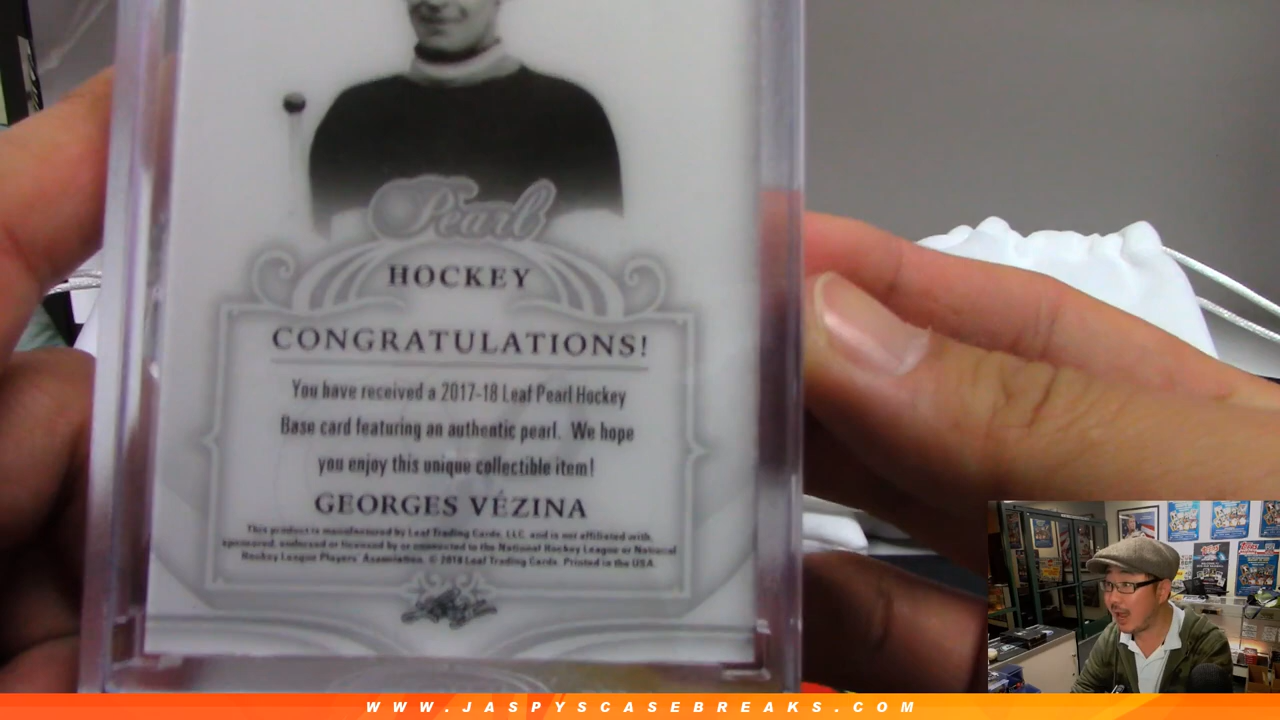 Pearl
HOCKEY
CONGRATULATIONS!
You have received a 2017-18 Leaf Pearl Hockey
Base card featuring an authentic pearl. We hope
you enjoy this unique collectible item!
GEORGES VÉZINA
This product is manufactured by Leaf Trading Cards, LLC. and is not affiliated with,
sponsored, endorsed or licensed by or connected to the National Hockey League or National
Hockey League Players' Association. © 2018 Leaf Trading Cards. Printed in the USA.
WWW.JASPYSCASEBREAKS.COM